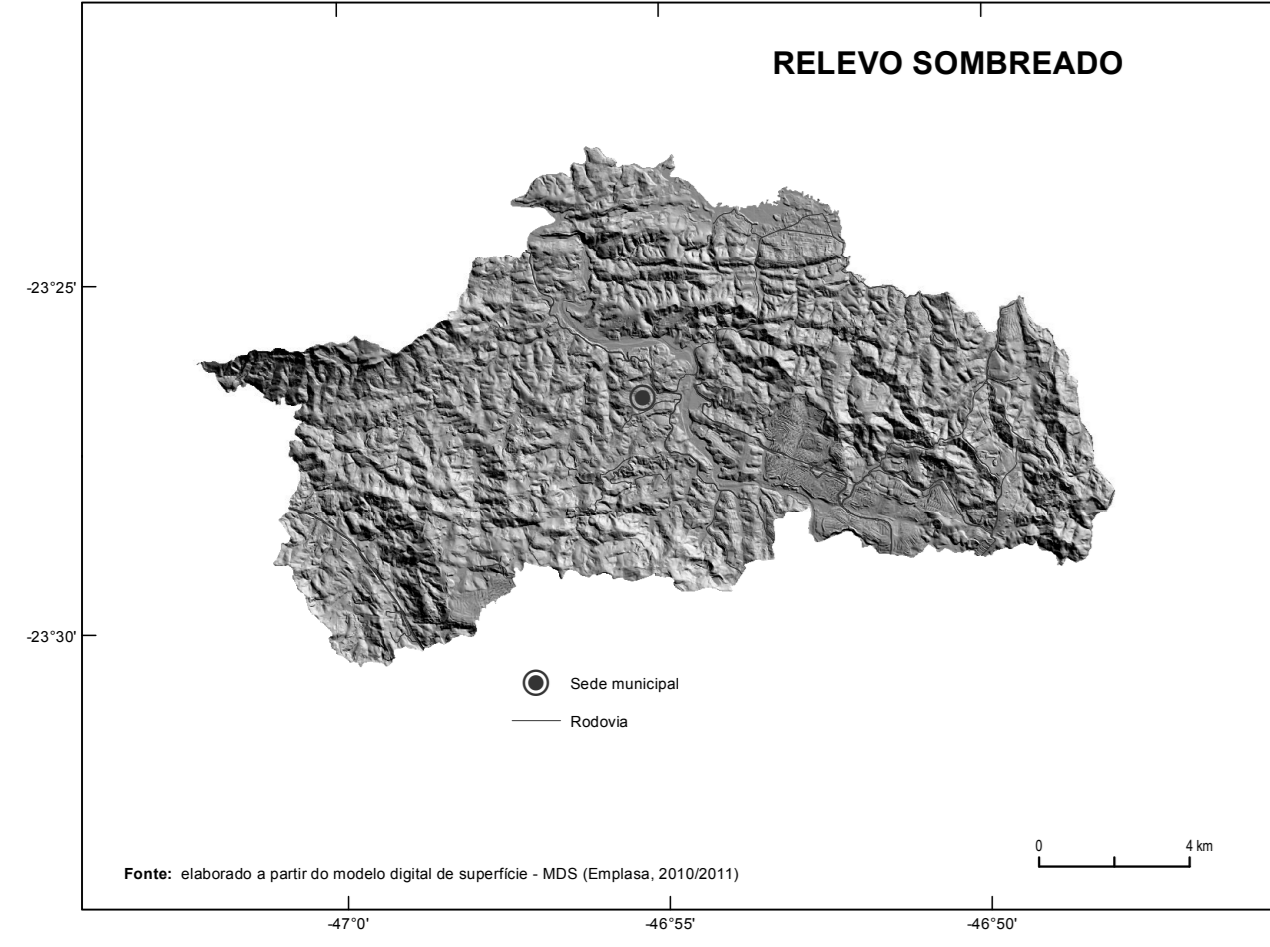 RELEVO SOMBREADO
-23°25'
-23°30'
Sede municipal
Rodovia
0 4 km
Fonte: elaborado a partir do modelo digital de superfície - MDS (Emplasa, 2010/2011)
-47°0' -46°55' -46°50'